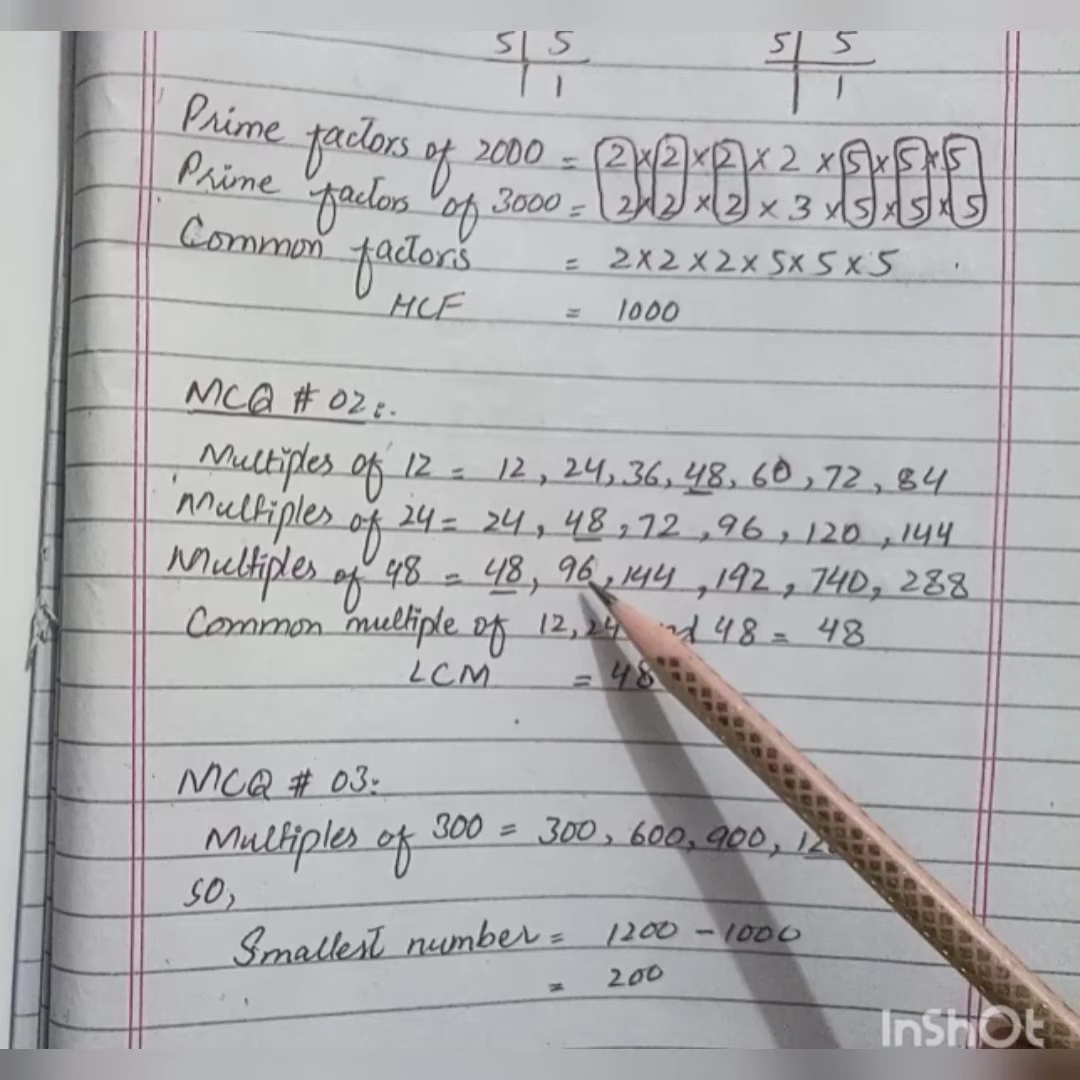 5 5 5 5
1 1
Prime factors of 2000 = 2 × 2 × 2 × 2 × 5 × 5 × 5
Prime factors of 3000 = 2 × 2 × 2 × 3 × 5 × 5 × 5
Common factors = 2 × 2 × 2 × 5 × 5 × 5
HCF = 1000
MCQ # 02:.
Multiples of 12 = 12, 24, 36, 48, 60, 72, 84
Multiples of 24 = 24, 48, 72, 96, 120, 144
Multiples of 48 = 48, 96, 144, 192, 740, 288
Common multiple of 12, 24 48 = 48
LCM = 48
MCQ # 03:
Multiples of 300 = 300, 600, 900,
SO,
Smallest number = 1200 - 1000
= 200
InShOt